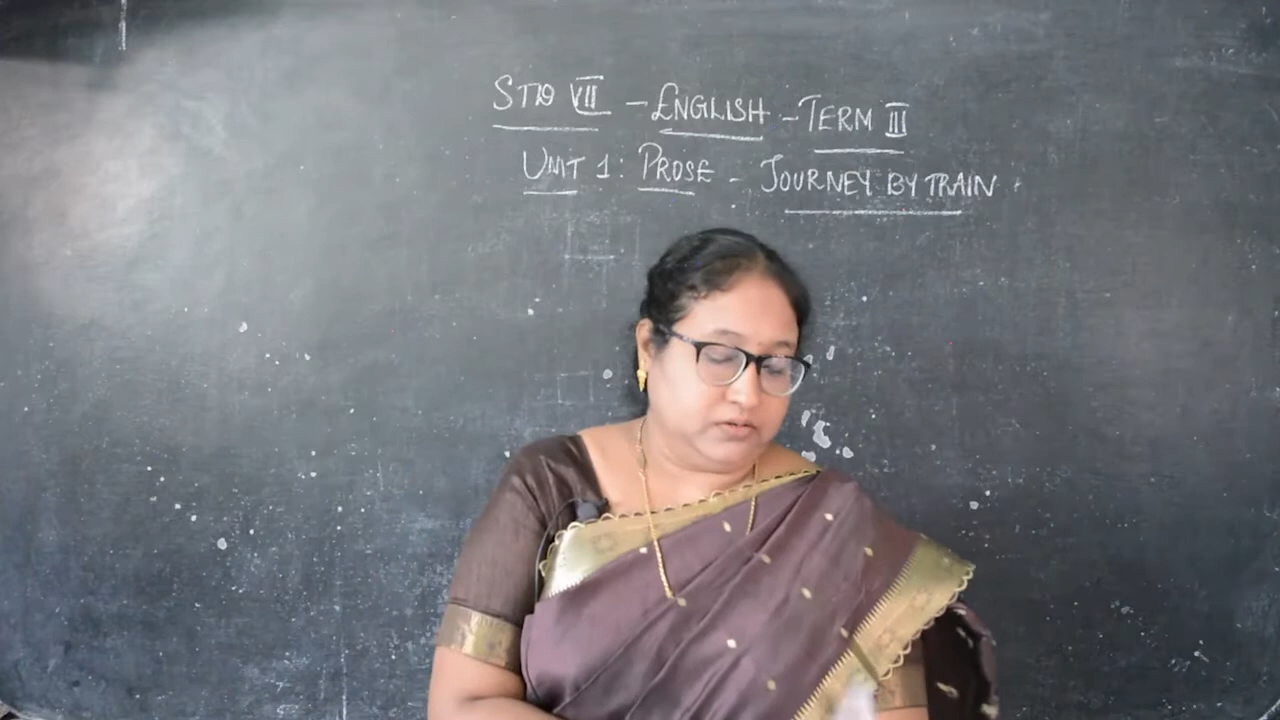 STD VII - ENGLISH - TERM III
UNIT 1: PROSE - JOURNEY BY TRAIN